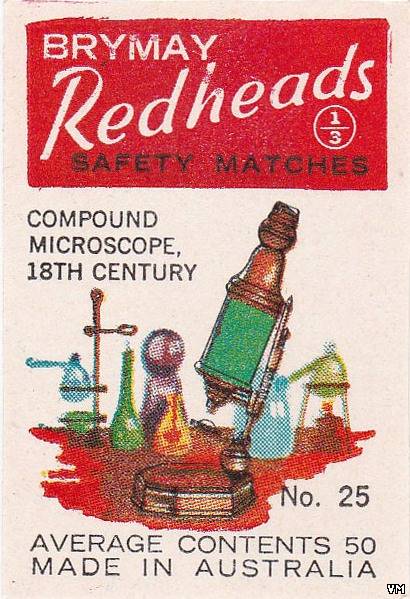 BRYMAY
Redheads
1/3
SAFETY MATCHES
COMPOUND
MICROSCOPE,
18TH CENTURY
No. 25
AVERAGE CONTENTS 50
MADE IN AUSTRALIA
VM